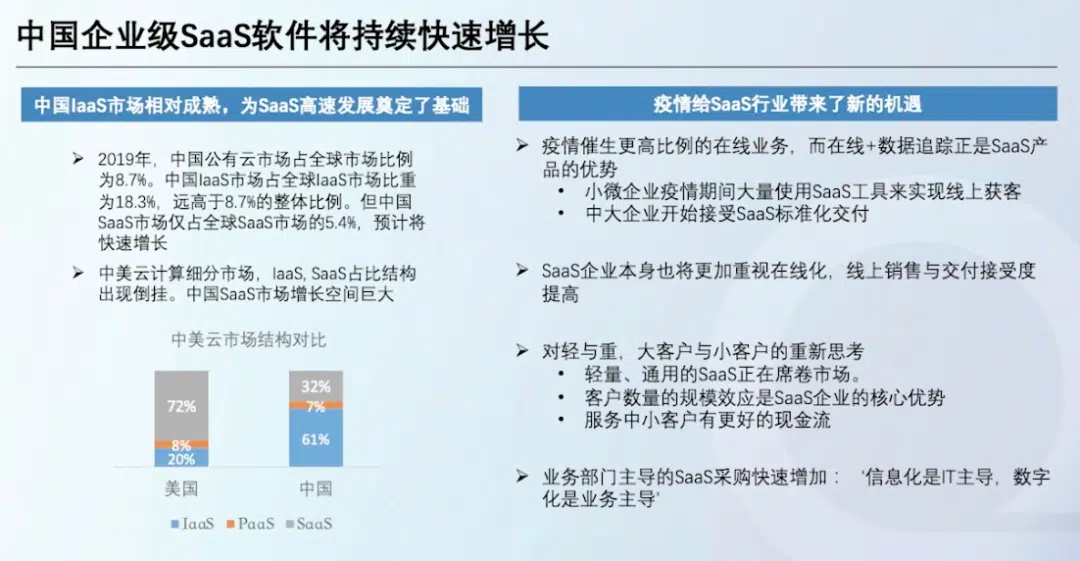 中国企业级SaaS软件将持续快速增长
中国IaaS市场相对成熟，为SaaS高速发展奠定了基础
➢ 2019年，中国公有云市场占全球市场比例
为8.7%。中国IaaS市场占全球IaaS市场比重
为18.3%，远高于8.7%的整体比例。但中国
SaaS市场仅占全球SaaS市场的5.4%，预计将
快速增长
➢ 中美云计算细分市场，IaaS, SaaS占比结构
出现倒挂。中国SaaS市场增长空间巨大
中美云市场结构对比
72%
8%
20%
32%
7%
61%
美国
中国
IaaS PaaS SaaS
疫情给SaaS行业带来了新的机遇
➢ 疫情催生更高比例的在线业务，而在线+数据追踪正是SaaS产
品的优势
• 小微企业疫情期间大量使用SaaS工具来实现线上获客
• 中大企业开始接受SaaS标准化交付
➢ SaaS企业本身也将更加重视在线化，线上销售与交付接受度
提高
➢ 对轻与重，大客户与小客户的重新思考
• 轻量、通用的SaaS正在席卷市场。
• 客户数量的规模效应是SaaS企业的核心优势
• 服务中小客户有更好的现金流
➢ 业务部门主导的SaaS采购快速增加： '信息化是IT主导，数字
化是业务主导'